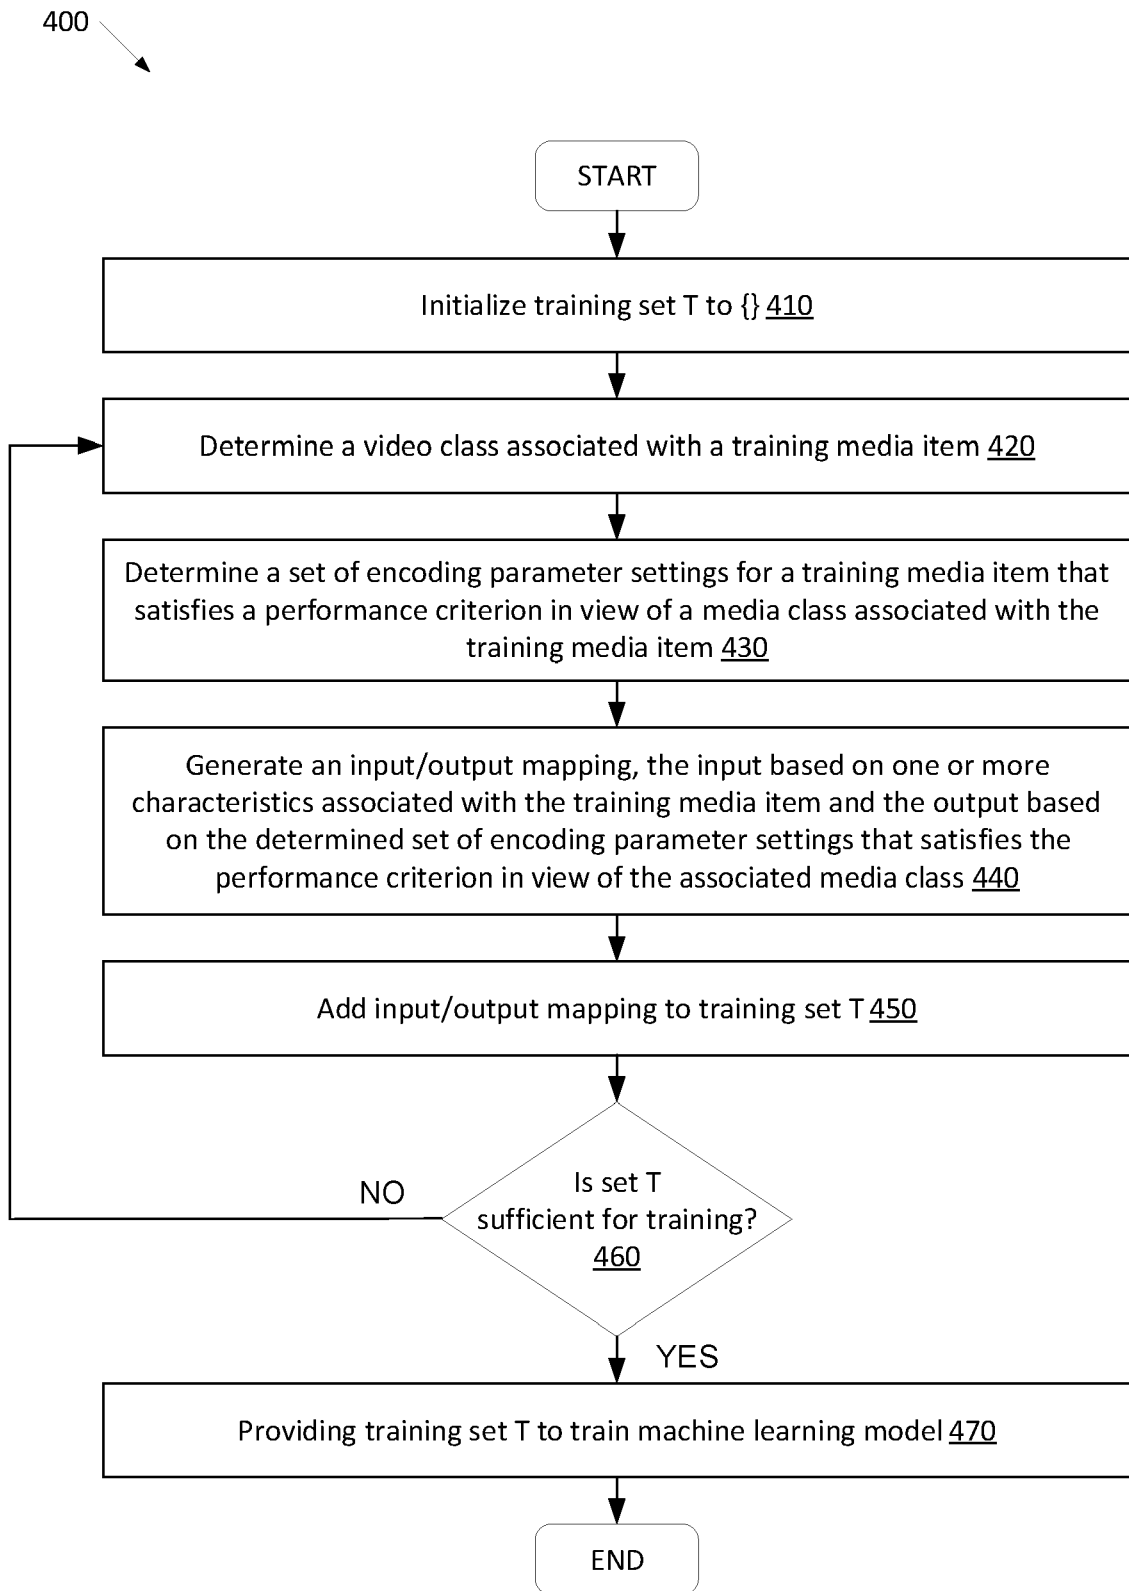 400
START
Initialize training set T to {} 410
Determine a video class associated with a training media item 420
Determine a set of encoding parameter settings for a training media item that
satisfies a performance criterion in view of a media class associated with the
training media item 430
Generate an input/output mapping, the input based on one or more
characteristics associated with the training media item and the output based
on the determined set of encoding parameter settings that satisfies the
performance criterion in view of the associated media class 440
Add input/output mapping to training set T 450
Is set T
sufficient for training?
460
NO
YES
Providing training set T to train machine learning model 470
END